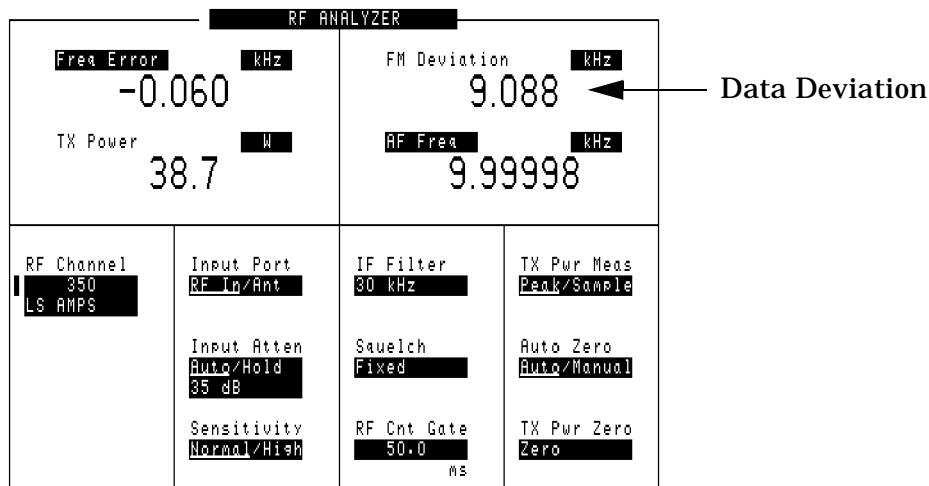 RF ANALYZER
Freq Error kHz
-0.060
TX Power W
38.7
FM Deviation kHz
9.088
Data Deviation
AF Freq kHz
9.99998
RF Channel
350
LS AMPS
Input Port
RF In/Ant
Input Atten
Auto/Hold
35 dB
Sensitivity
Normal/High
IF Filter
30 kHz
Squelch
Fixed
RF Cnt Gate
50.0
ms
TX Pwr Meas
Peak/Sample
Auto Zero
Auto/Manual
TX Pwr Zero
Zero